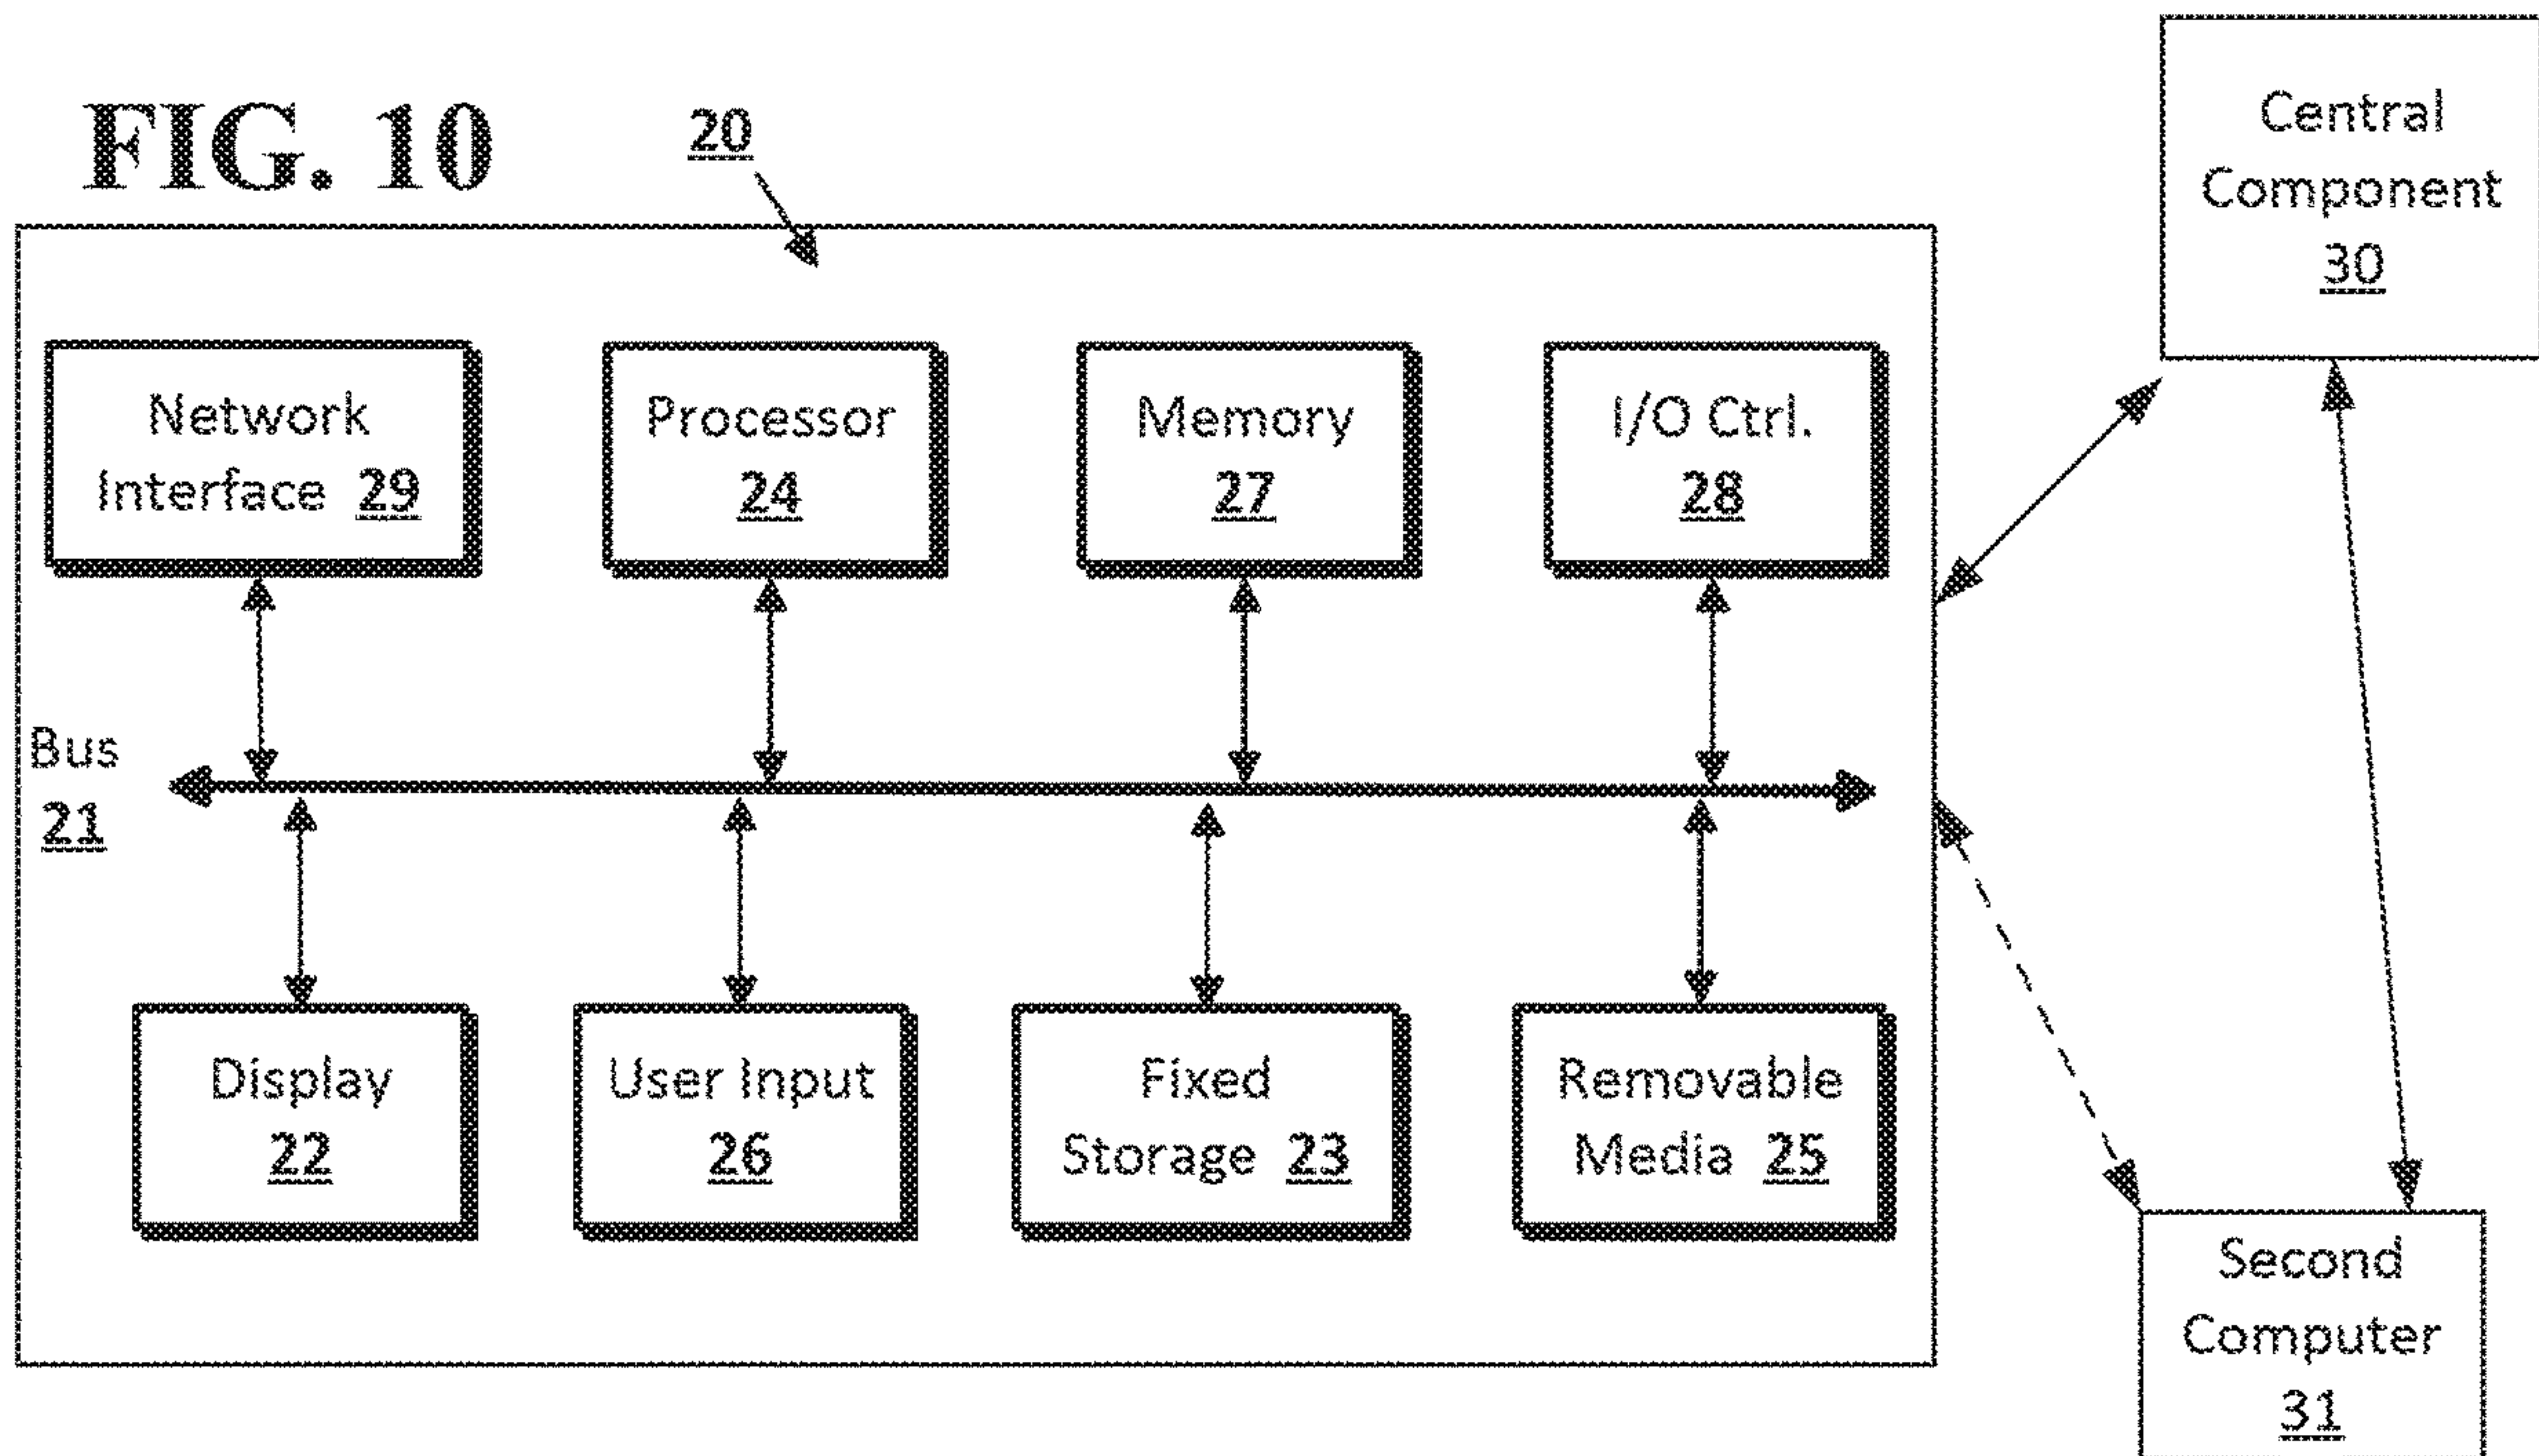 FIG. 10
20
Central
Component
30
Network
Interface 29
Processor
24
Memory
27
I/O Ctrl.
28
Bus
21
Display
22
User Input
26
Fixed
Storage 23
Removable
Media 25
Second
Computer
31